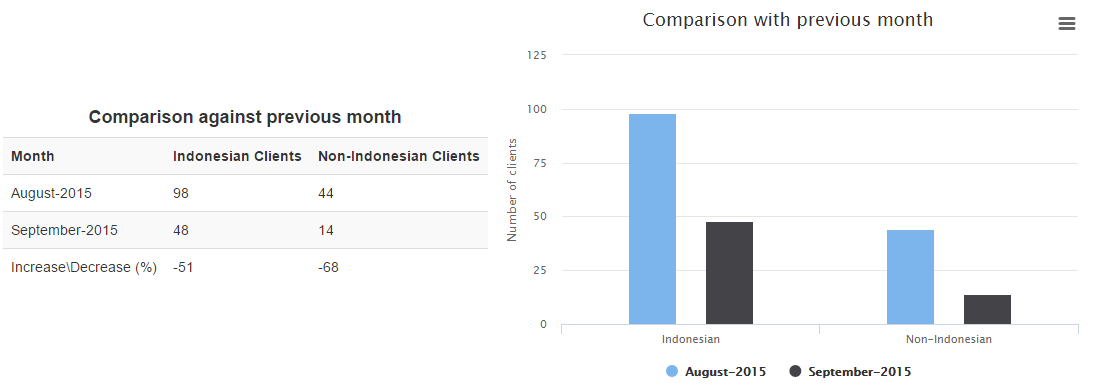 Comparison against previous month
Month Indonesian Clients Non-Indonesian Clients
August-2015 98 44
September-2015 48 14
Increase\Decrease (%) -51 -68
Comparison with previous month
Number of clients
125
100
75
50
25
0
Indonesian Non-Indonesian
August-2015 September-2015